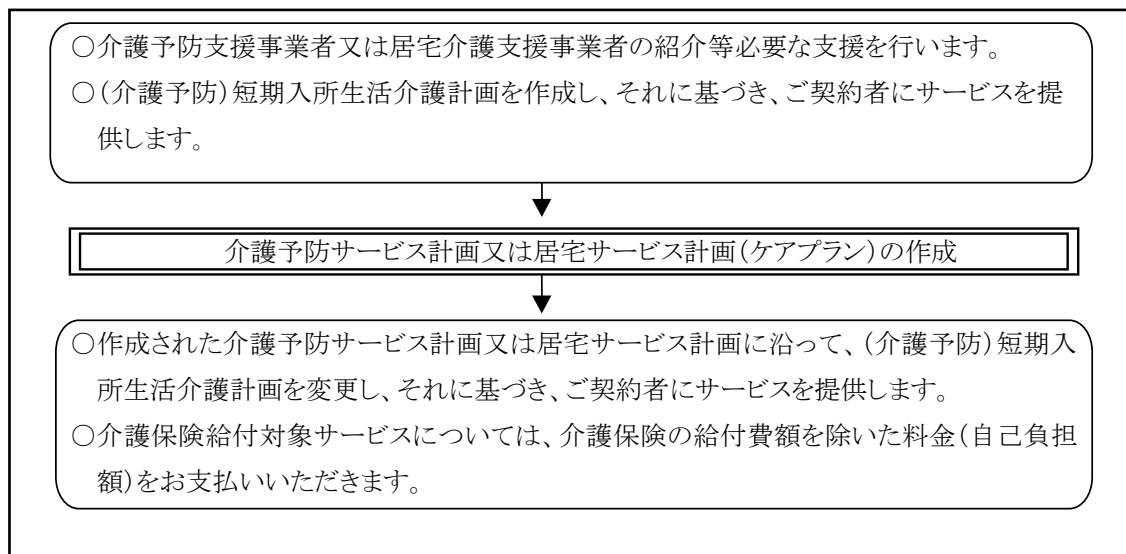 ○介護予防支援事業者又は居宅介護支援事業者の紹介等必要な支援を行います。
○(介護予防)短期入所生活介護計画を作成し、それに基づき、ご契約者にサービスを提
供します。
介護予防サービス計画又は居宅サービス計画(ケアプラン)の作成
○作成された介護予防サービス計画又は居宅サービス計画に沿って、(介護予防)短期入
所生活介護計画を変更し、それに基づき、ご契約者にサービスを提供します。
○介護保険給付対象サービスについては、介護保険の給付費額を除いた料金(自己負担
額)をお支払いいただきます。